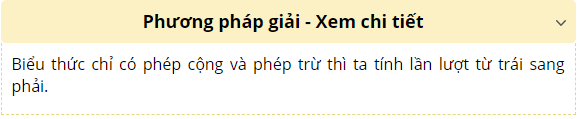 Phương pháp giải - Xem chi tiết
Biểu thức chỉ có phép cộng và phép trừ thì ta tính lần lượt từ trái sang
phải.